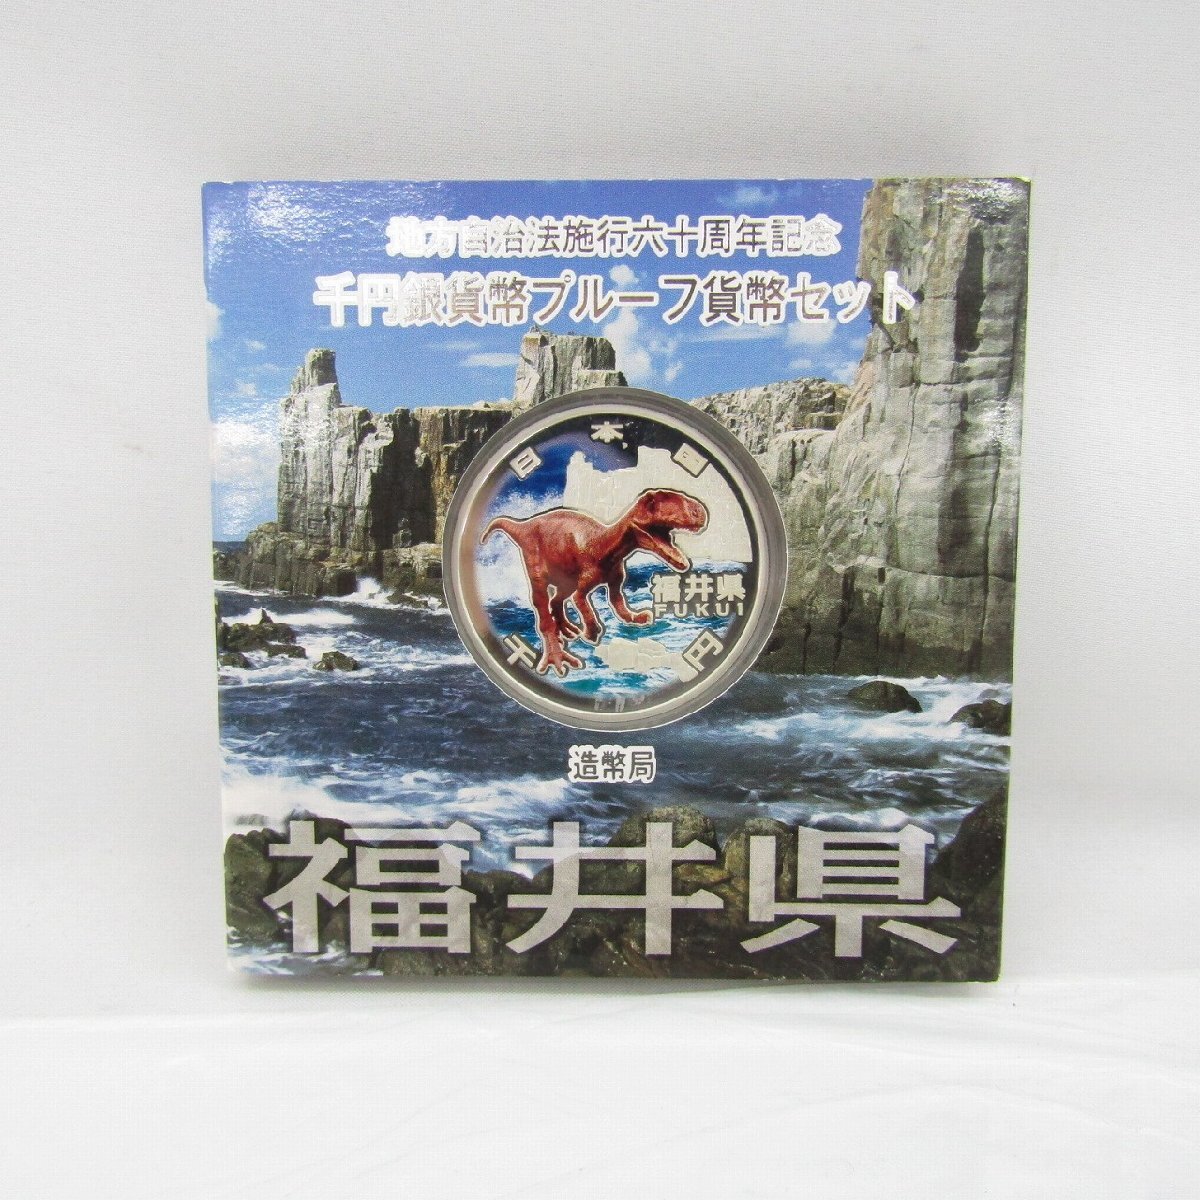 地方自治法施行六十周年記念
千円銀貨幣プルーフ貨幣セット
日本国
福井県
FUKUI
千円
造幣局
福井県